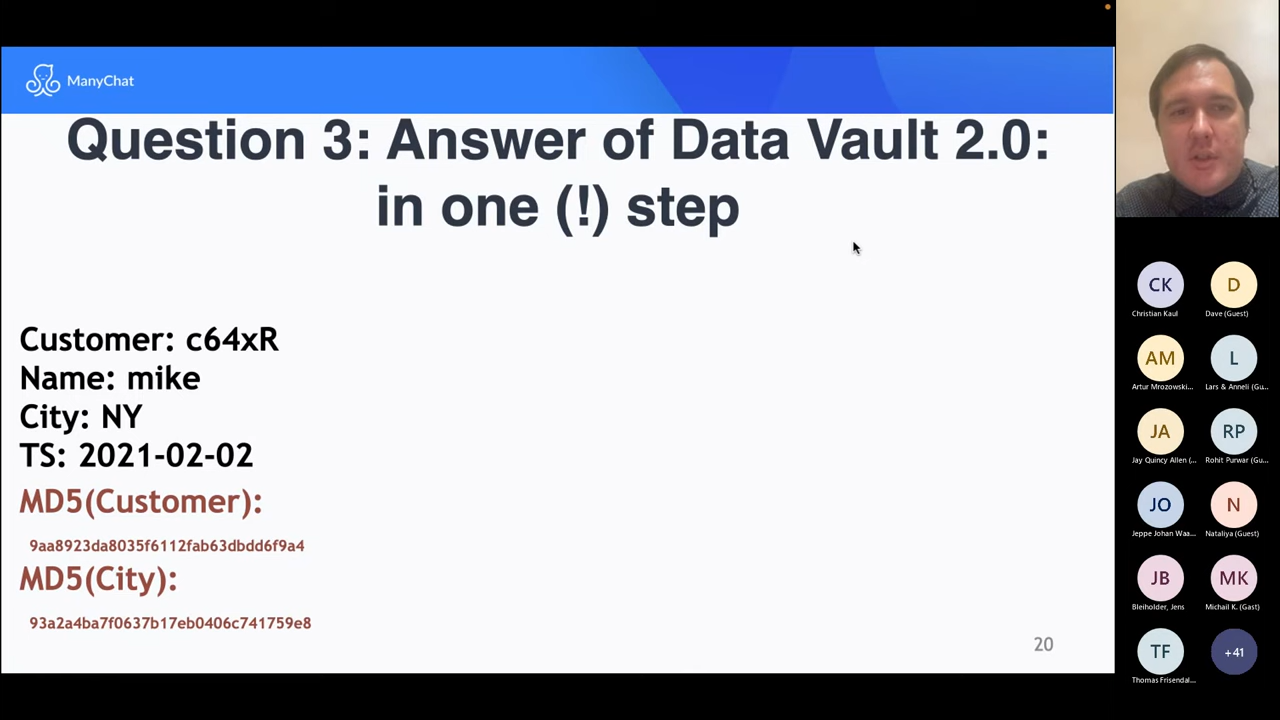 ManyChat
Question 3: Answer of Data Vault 2.0:
in one (!) step
Customer: c64xR
Name: mike
City: NY
TS: 2021-02-02
MD5(Customer):
9aa8923da8035f6112fab63dbdd6f9a4
MD5(City):
93a2a4ba7f0637b17eb0406c741759e8
20
CK
D
Christian Kaul
Dave (Guest)
AM
L
Artur Mrozowski...
Lars & Anneli (Gu...
JA
RP
Jay Quincy Allen (...
Rohit Purwar (Gu...
JO
N
Jeppe Johan Waa...
Nataliya (Guest)
JB
MK
Bleiholder, Jens
Michail K. (Gast)
TF
+41
Thomas Frisendal...